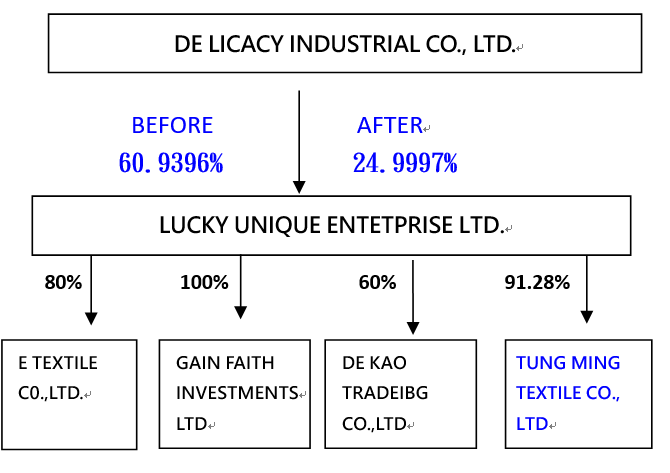 DE LICACY INDUSTRIAL CO., LTD.
BEFORE AFTER
60.9396% 24.9997%
LUCKY UNIQUE ENTETPRISE LTD.
80% 100% 60% 91.28%
E TEXTILE
C0.,LTD.
GAIN FAITH
INVESTMENTS
LTD
DE KAO
TRADEIBG
CO.,LTD
TUNG MING
TEXTILE CO.,
LTD